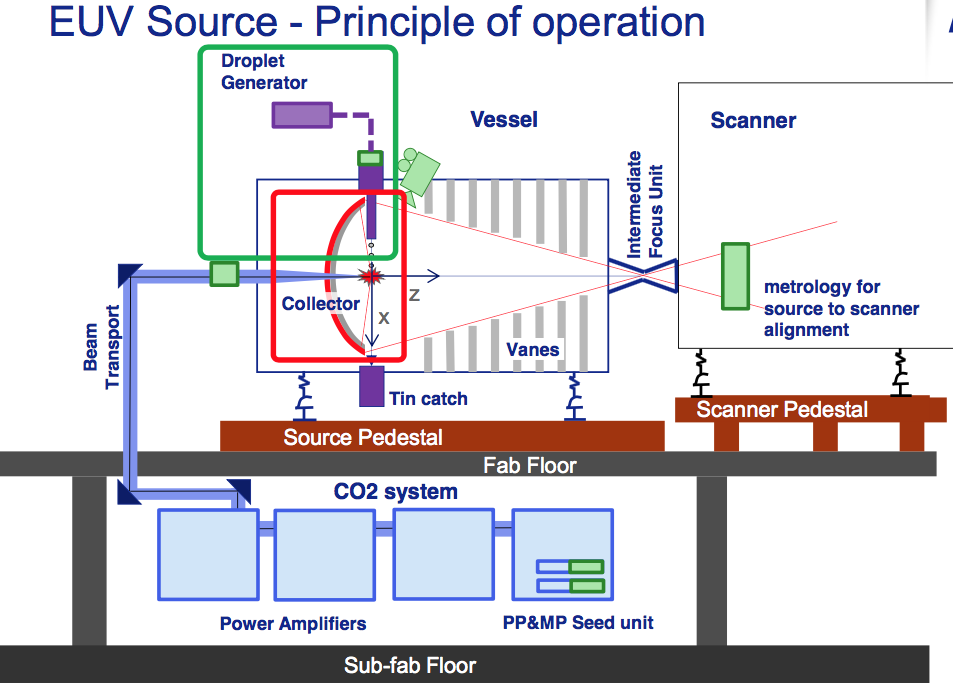 EUV Source - Principle of operation
Droplet
Generator
Vessel
Scanner
Intermediate
Focus Unit
Collector
Z
X
metrology for
source to scanner
alignment
Beam
Transport
Vanes
Tin catch
Source Pedestal
Scanner Pedestal
Fab Floor
CO2 system
Power Amplifiers
PP&MP Seed unit
Sub-fab Floor